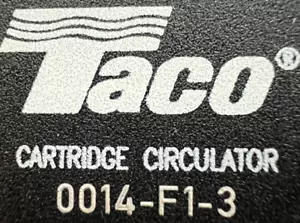 Taco®
CARTRIDGE CIRCULATOR
0014-F1-3